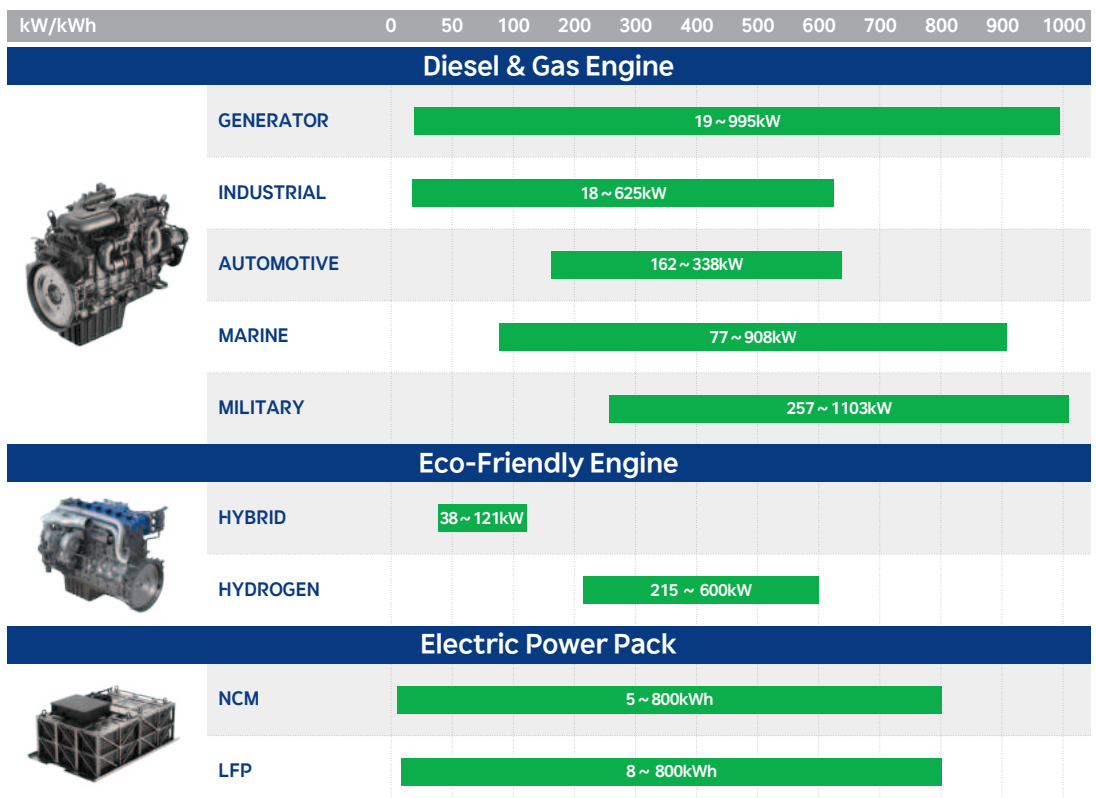 kW/kWh 0 50 100 200 300 400 500 600 700 800 900 1000
Diesel & Gas Engine
GENERATOR 19 ~ 995kW
INDUSTRIAL 18 ~ 625kW
AUTOMOTIVE 162 ~ 338kW
MARINE 77 ~ 908kW
MILITARY 257 ~ 1103kW
Eco-Friendly Engine
HYBRID 38 ~ 121kW
HYDROGEN 215 ~ 600kW
Electric Power Pack
NCM 5 ~ 800kWh
LFP 8 ~ 800kWh